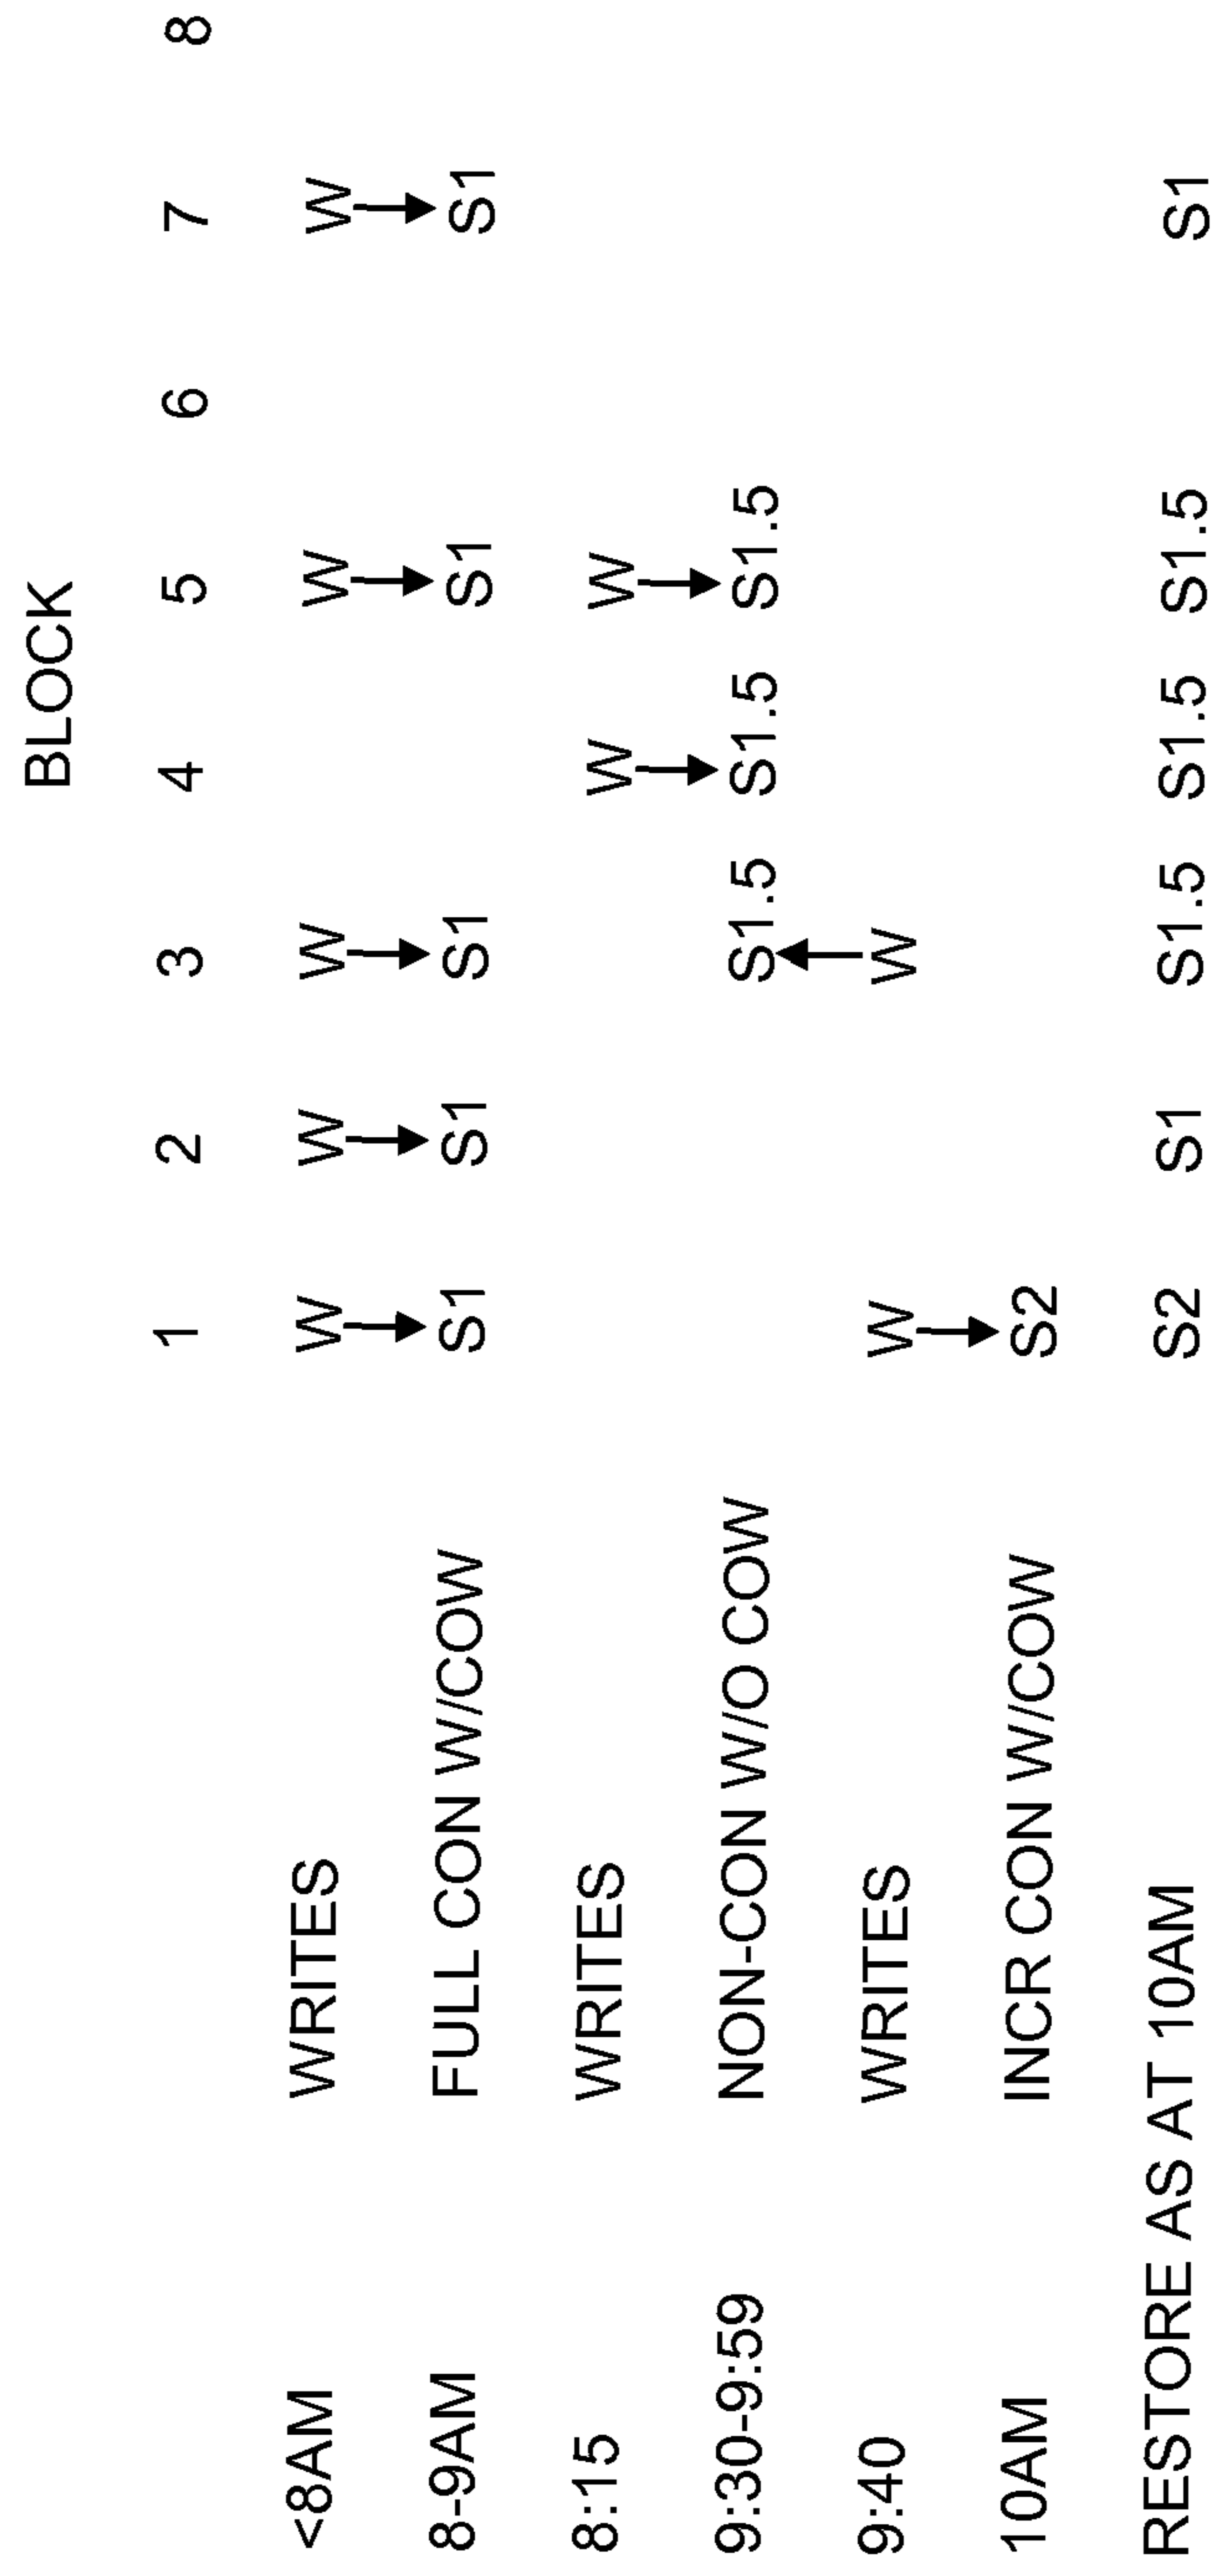 BLOCK
1 2 3 4 5 6 7 8
<8AM WRITES W W W W W
8-9AM FULL CON W/COW S1 S1 S1 S1 S1
8:15 WRITES W W
9:30-9:59 NON-CON W/O COW S1.5 S1.5 S1.5
9:40 WRITES W W
10AM INCR CON W/COW S2
RESTORE AS AT 10AM S2 S1 S1.5 S1.5 S1.5 S1